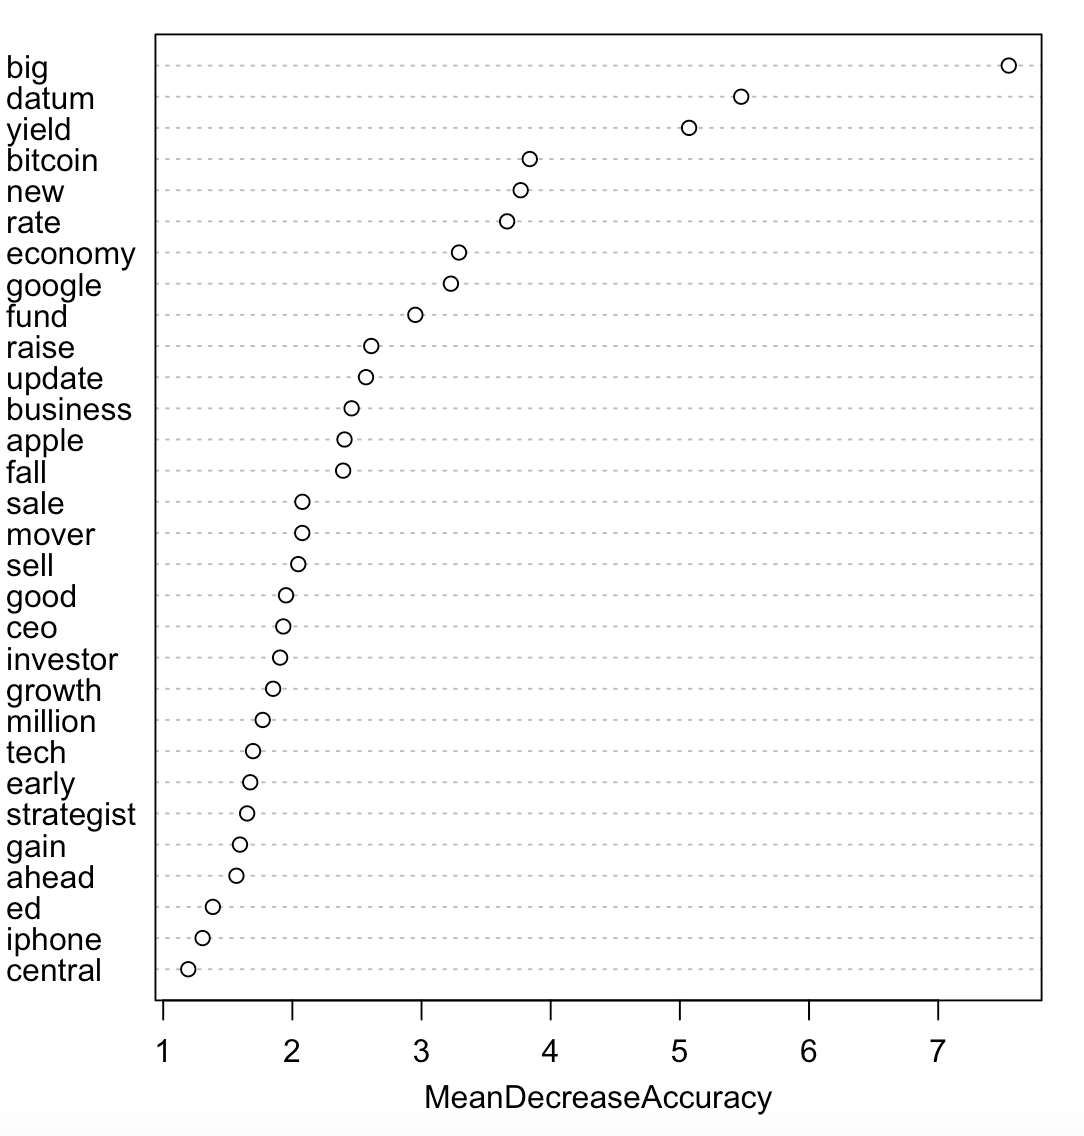 big
datum
yield
bitcoin
new
rate
economy
google
fund
raise
update
business
apple
fall
sale
mover
sell
good
ceo
investor
growth
million
tech
early
strategist
gain
ahead
ed
iphone
central
1 2 3 4 5 6 7
MeanDecreaseAccuracy